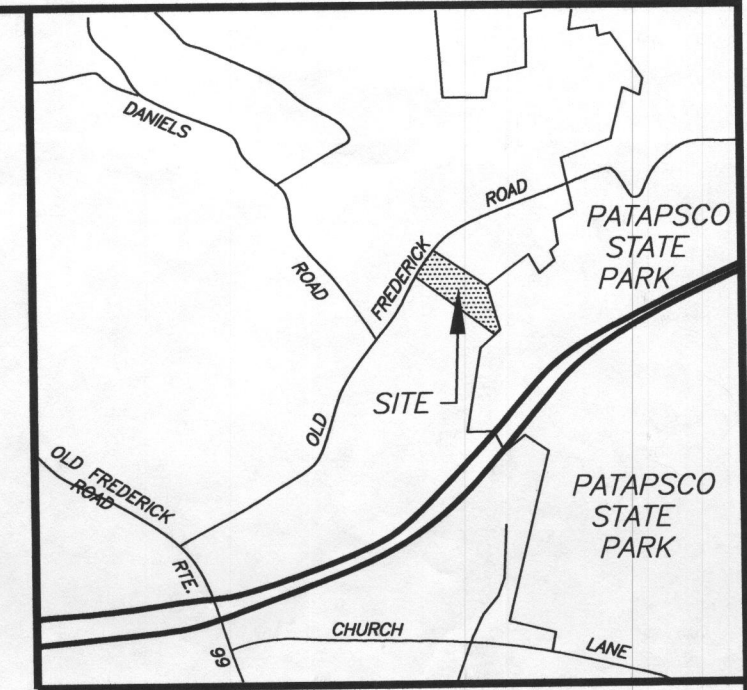 DANIELS
ROAD
OLD
FREDERICK
ROAD
PATAPSCO
STATE
PARK
SITE
OLD FREDERICK
ROAD
RTE.
99
PATAPSCO
STATE
PARK
CHURCH
LANE